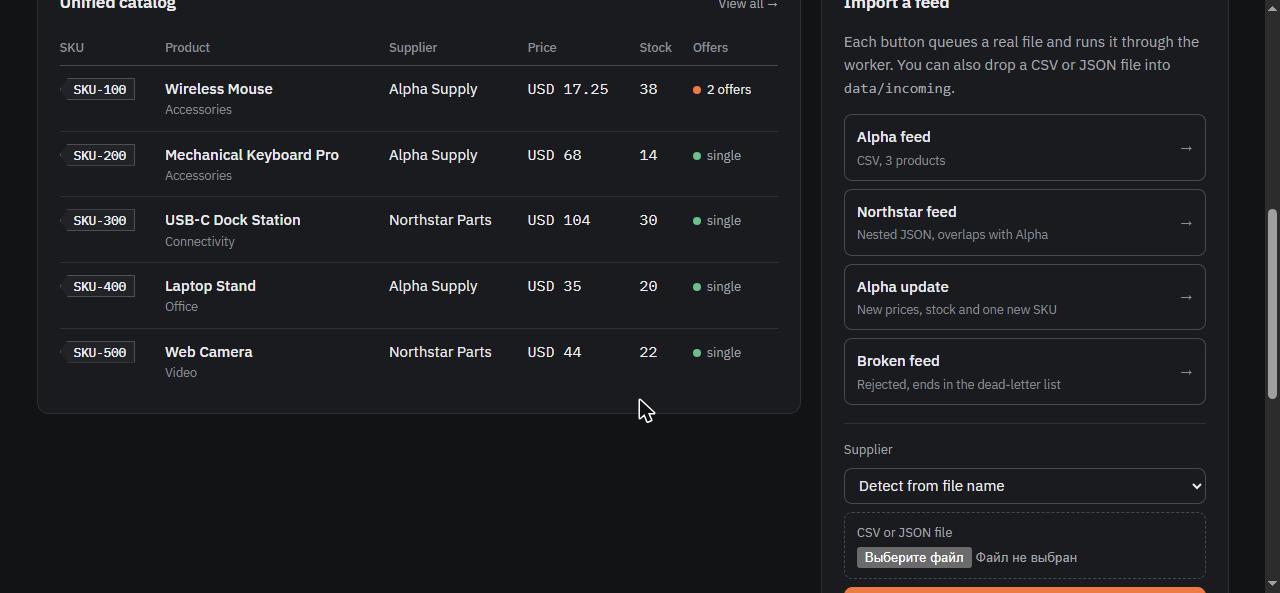 Unified catalog
View all →
SKU Product Supplier Price Stock Offers
SKU-100 Wireless Mouse Alpha Supply USD 17.25 38 2 offers
Accessories
SKU-200 Mechanical Keyboard Pro Alpha Supply USD 68 14 single
Accessories
SKU-300 USB-C Dock Station Northstar Parts USD 104 30 single
Connectivity
SKU-400 Laptop Stand Alpha Supply USD 35 20 single
Office
SKU-500 Web Camera Northstar Parts USD 44 22 single
Video
Import a feed
Each button queues a real file and runs it through the
worker. You can also drop a CSV or JSON file into
data/incoming.
Alpha feed →
CSV, 3 products
Northstar feed →
Nested JSON, overlaps with Alpha
Alpha update →
New prices, stock and one new SKU
Broken feed →
Rejected, ends in the dead-letter list
Supplier
Detect from file name
CSV or JSON file
Выберите файл Файл не выбран